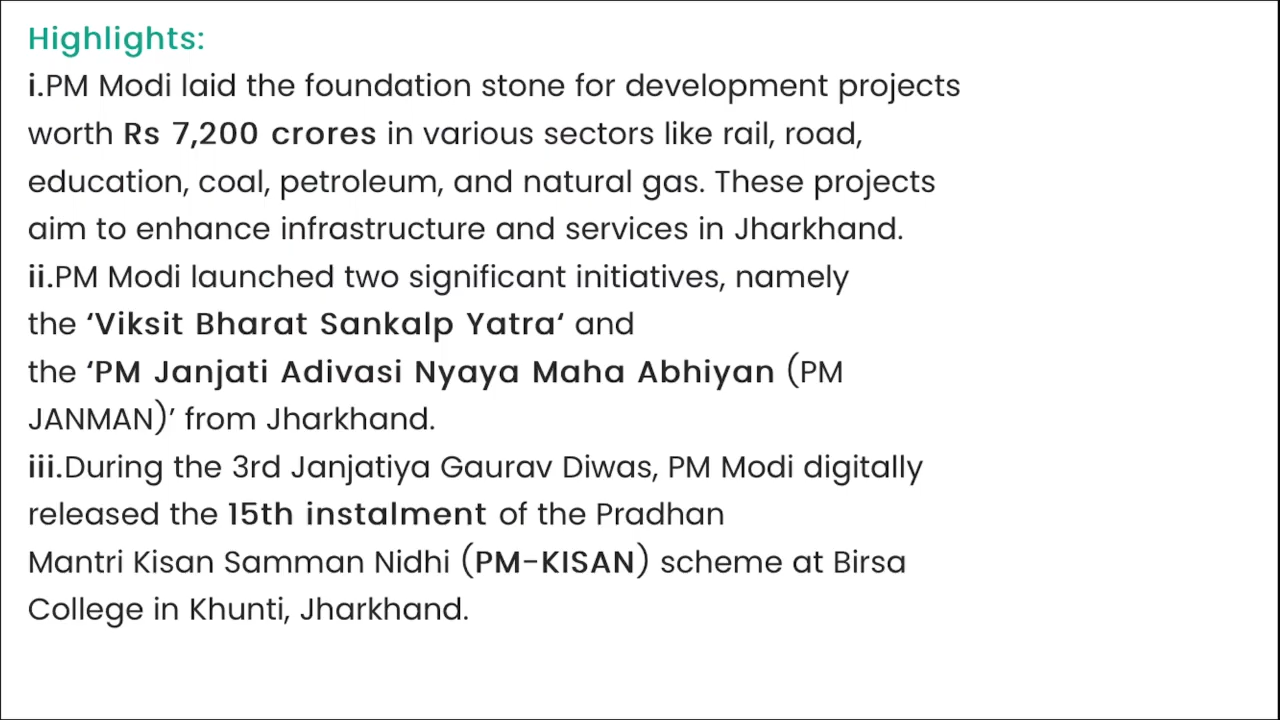 Highlights:
i.PM Modi laid the foundation stone for development projects
worth Rs 7,200 crores in various sectors like rail, road,
education, coal, petroleum, and natural gas. These projects
aim to enhance infrastructure and services in Jharkhand.
ii.PM Modi launched two significant initiatives, namely
the ‘Viksit Bharat Sankalp Yatra‘ and
the ‘PM Janjati Adivasi Nyaya Maha Abhiyan (PM
JANMAN)’ from Jharkhand.
iii.During the 3rd Janjatiya Gaurav Diwas, PM Modi digitally
released the 15th instalment of the Pradhan
Mantri Kisan Samman Nidhi (PM-KISAN) scheme at Birsa
College in Khunti, Jharkhand.